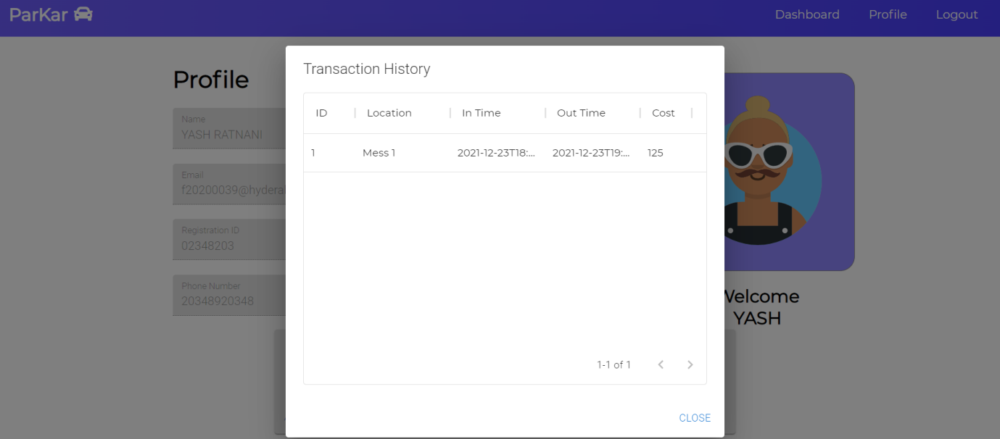 ParKar
Dashboard Profile Logout
Transaction History
ID Location In Time Out Time Cost
1 Mess 1 2021-12-23T18:... 2021-12-23T19:... 125
1-1 of 1
CLOSE
Profile
Name
YASH RATNANI
Email
f20200039@hydera
Registration ID
02348203
Phone Number
20348920348
Welcome
YASH